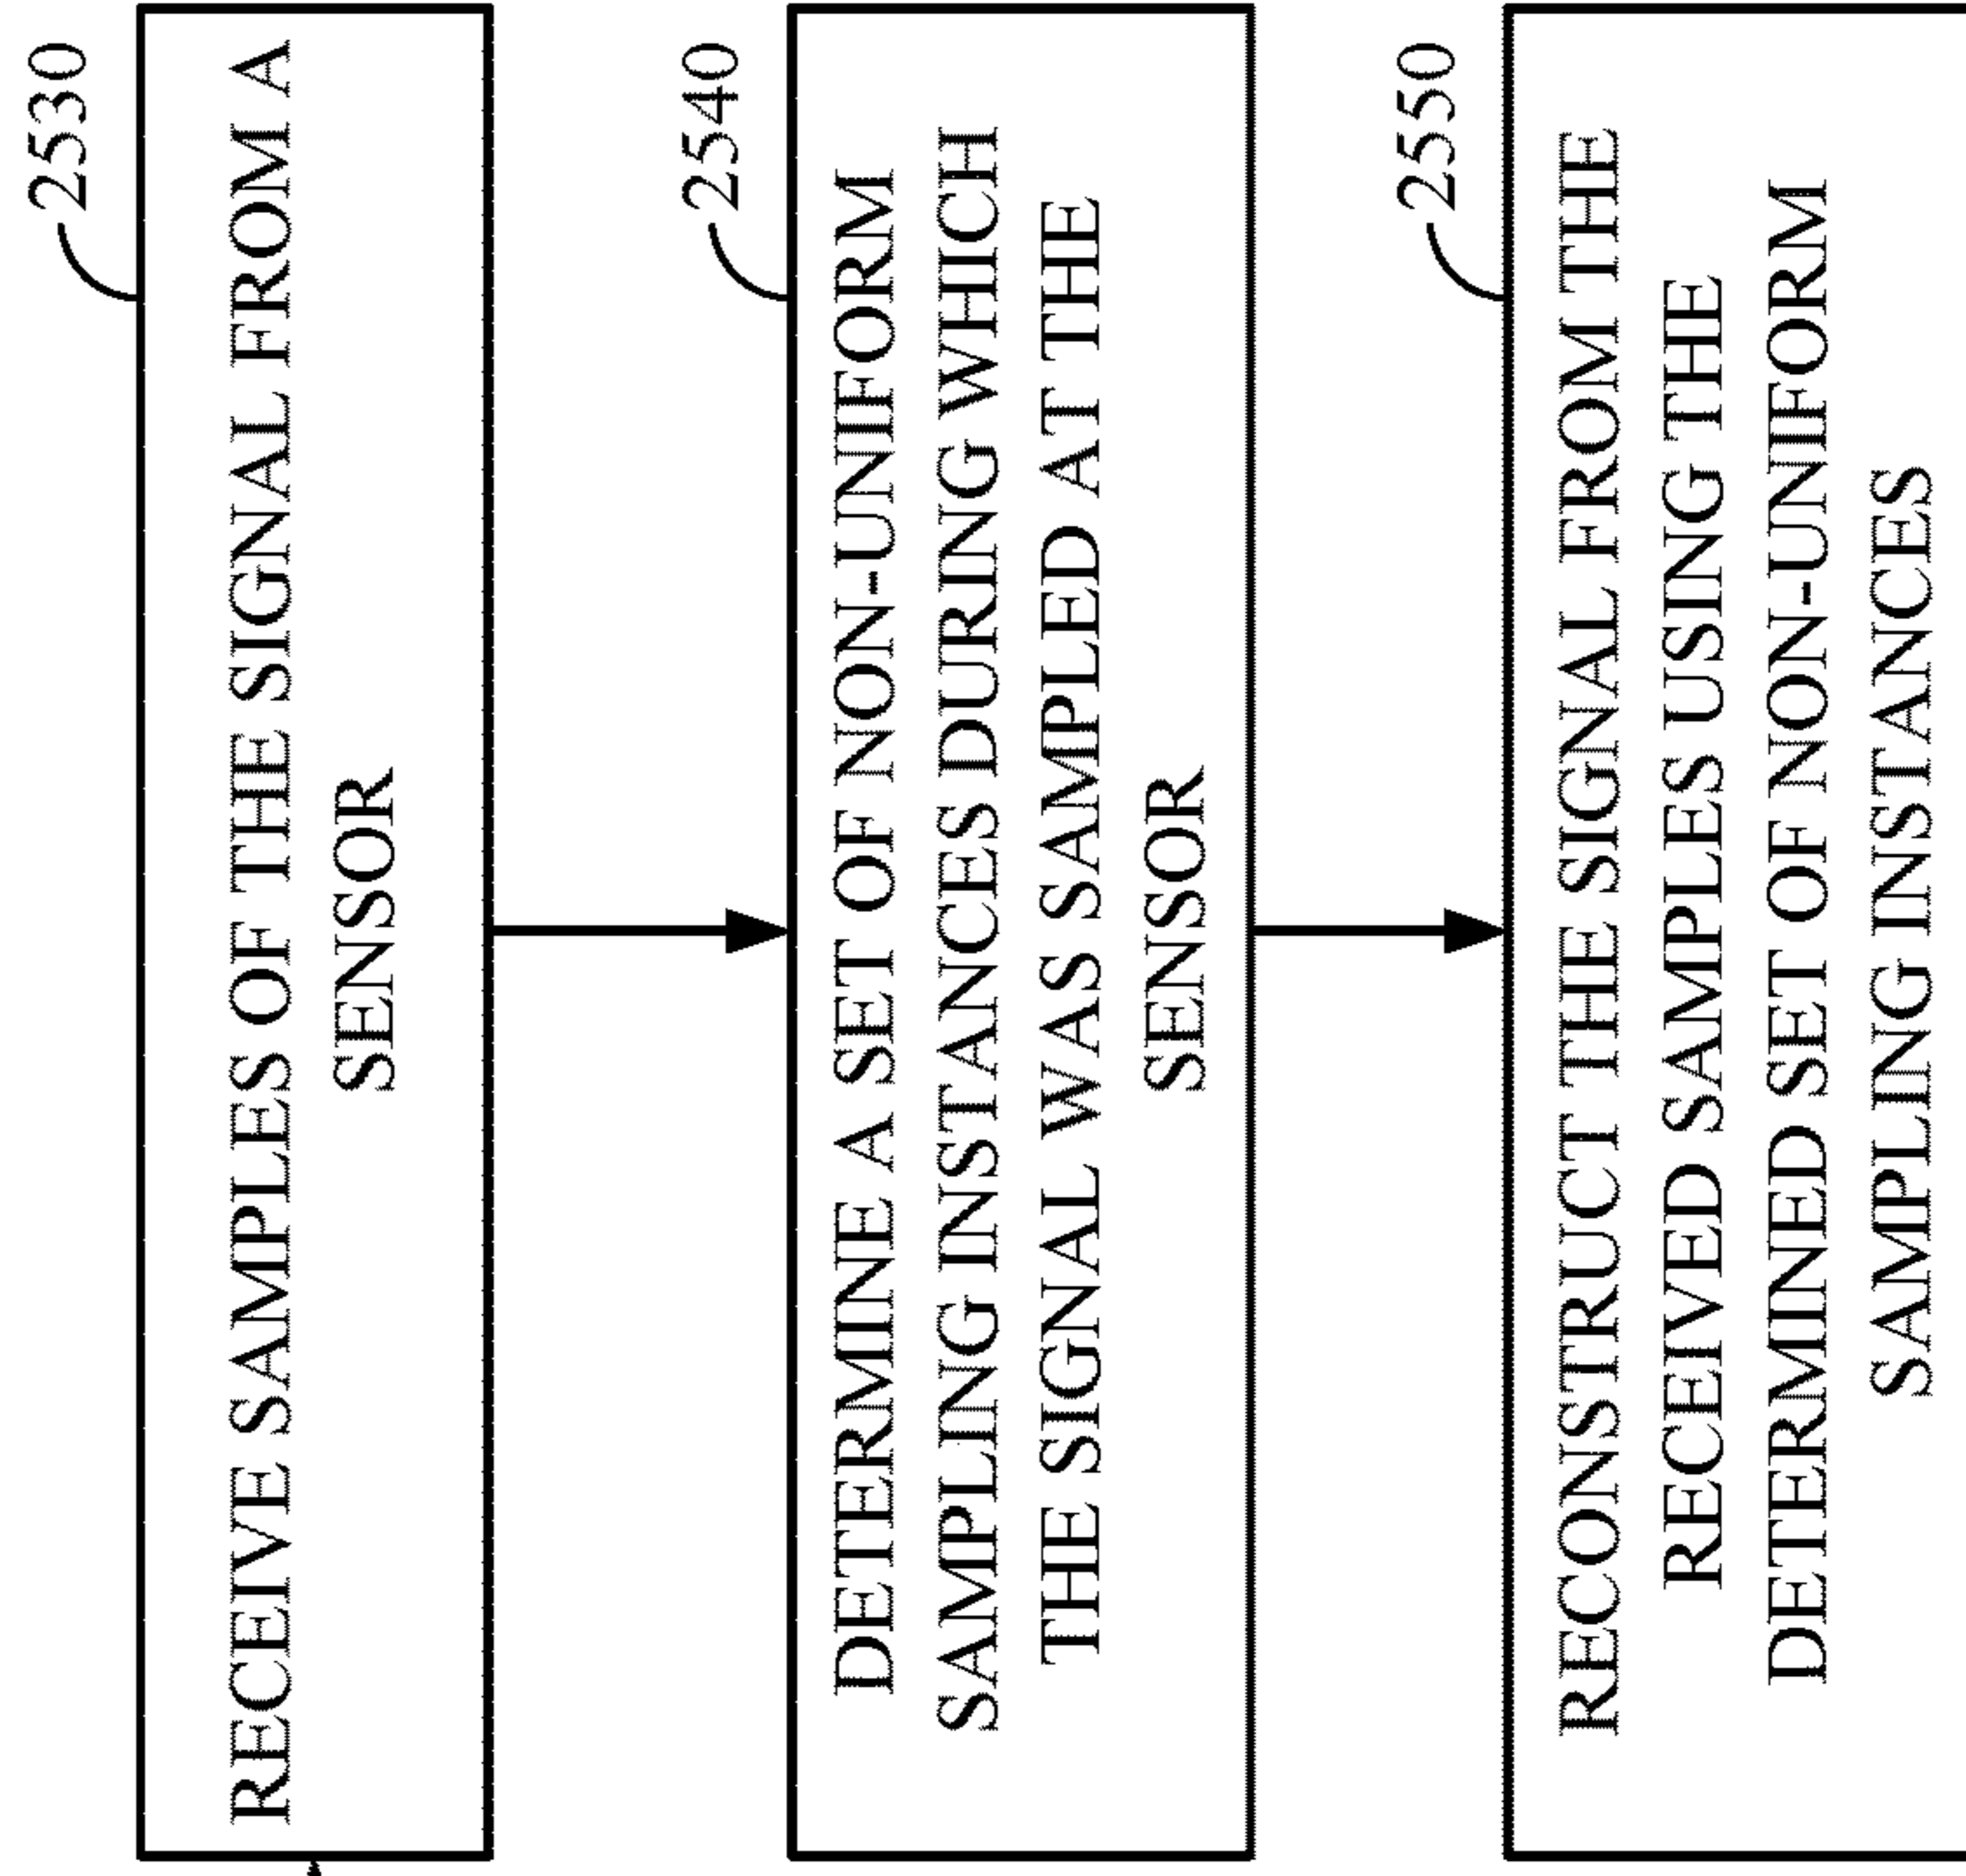 2530
RECEIVE SAMPLES OF THE SIGNAL FROM A
SENSOR
2540
DETERMINE A SET OF NON-UNIFORM
SAMPLING INSTANCES DURING WHICH
THE SIGNAL WAS SAMPLED AT THE
SENSOR
2550
RECONSTRUCT THE SIGNAL FROM THE
RECEIVED SAMPLES USING THE
DETERMINED SET OF NON-UNIFORM
SAMPLING INSTANCES